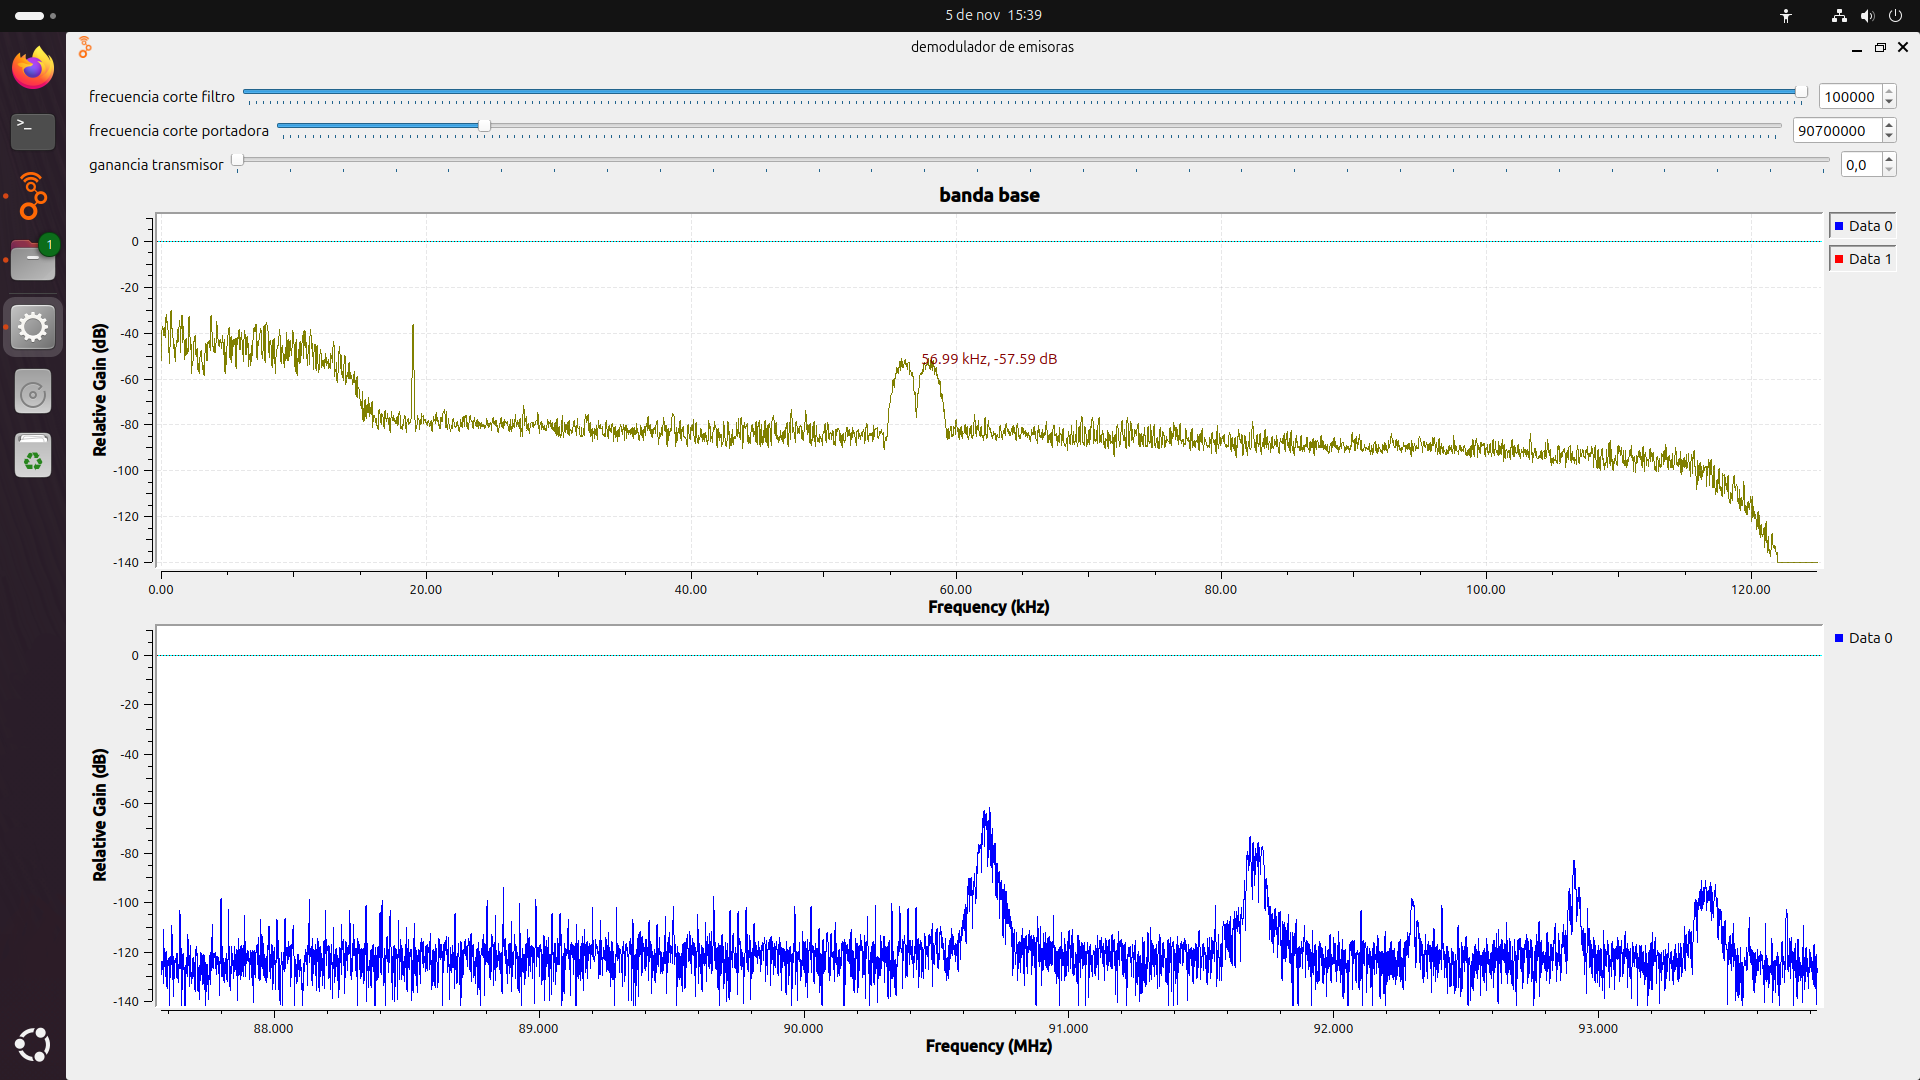 5 de nov 15:39
demodulador de emisoras
frecuencia corte filtro
100000
frecuencia corte portadora
90700000
ganancia transmisor
0,0
1
>_
banda base
Relative Gain (dB)
0
-20
-40
-60
-80
-100
-120
-140
56.99 kHz, -57.59 dB
Data 0
Data 1
0.00 20.00 40.00 60.00 80.00 100.00 120.00
Frequency (kHz)
Relative Gain (dB)
0
-20
-40
-60
-80
-100
-120
-140
Data 0
88.000 89.000 90.000 91.000 92.000 93.000
Frequency (MHz)